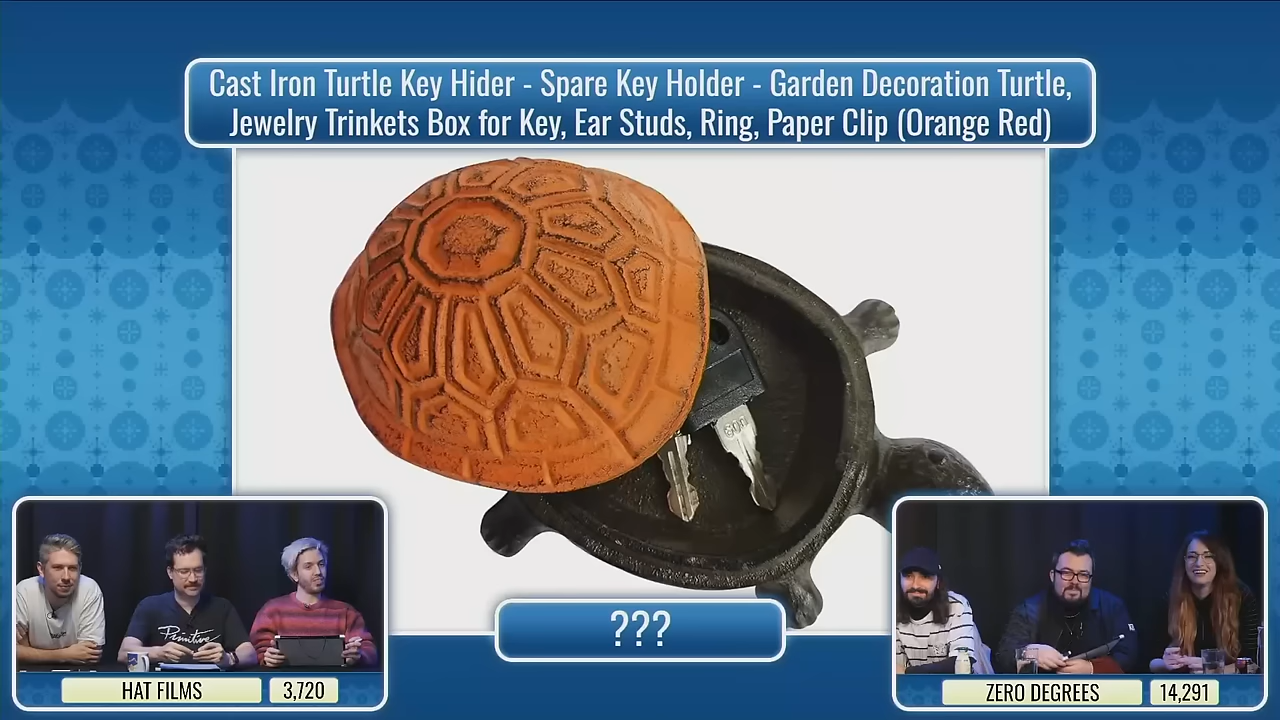 Cast Iron Turtle Key Hider - Spare Key Holder - Garden Decoration Turtle,
Jewelry Trinkets Box for Key, Ear Studs, Ring, Paper Clip (Orange Red)
???
Primitive
HAT FILMS
3,720
ZERO DEGREES
14,291